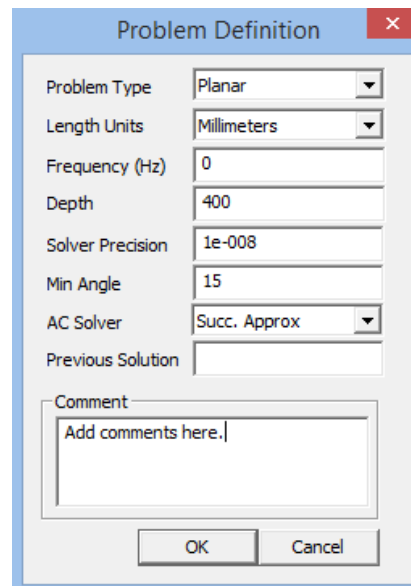 Problem Definition
Problem Type Planar
Length Units Millimeters
Frequency (Hz) 0
Depth 400
Solver Precision 1e-008
Min Angle 15
AC Solver Succ. Approx
Previous Solution
Comment
Add comments here.
OK Cancel